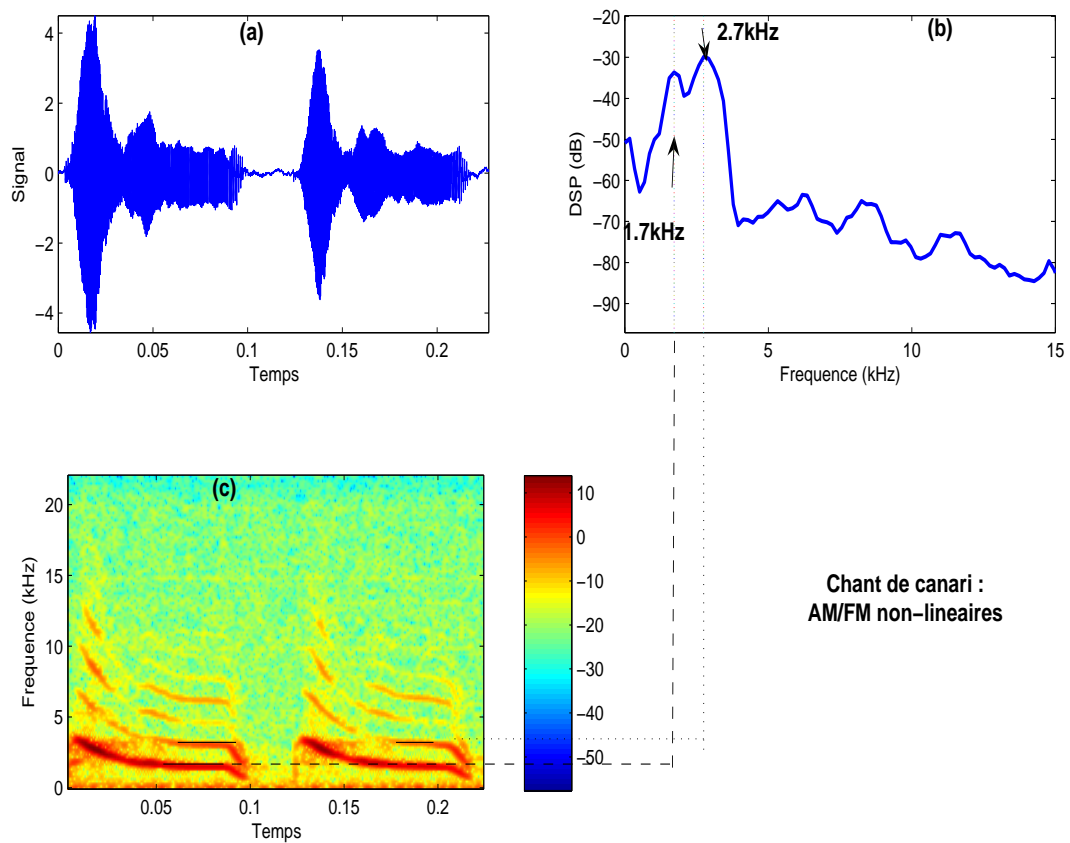 (a)
4
2
0
−2
−4
Signal
0
0.05
0.1
0.15
0.2
Temps
(b)
2.7kHz
1.7kHz
−20
−30
−40
−50
−60
−70
−80
−90
DSP (dB)
0
5
10
15
Frequence (kHz)
(c)
20
15
10
5
0
Frequence (kHz)
0.05
0.1
0.15
0.2
Temps
10
0
−10
−20
−30
−40
−50
Chant de canari :
AM/FM non−lineaires